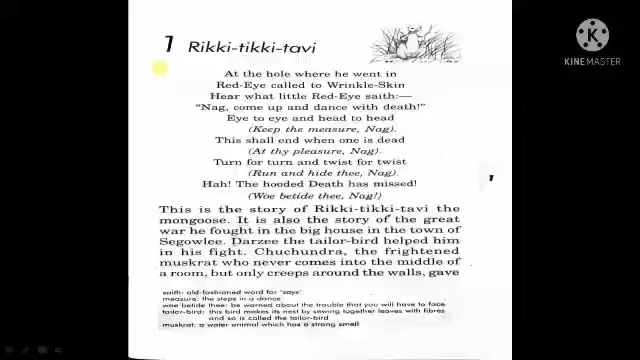 KINEMASTER
1 Rikki-tikki-tavi
At the hole where he went in
Red-Eye called to Wrinkle-Skin
Hear what little Red-Eye saith:—
"Nag, come up and dance with death!"
Eye to eye and head to head
(Keep the measure, Nag).
This shall end when one is dead
(At thy pleasure, Nag).
Turn for turn and twist for twist
(Run and hide thee, Nag).
Hah! The hooded Death has missed!
(Woe betide thee, Nag!)
This is the story of Rikki-tikki-tavi the
mongoose. It is also the story of the great
war he fought in the big house in the town of
Segowlee. Darzee the tailor-bird helped him
in his fight. Chuchundra, the frightened
muskrat who never comes into the middle of
a room, but only creeps around the walls, gave
saith: old-fashioned word for 'says'
measure: the steps in a dance
woe betide thee: be warned about the trouble that you will have to face
tailor-bird: this bird makes its nest by sewing together leaves with fibres
and so is called the tailor-bird
muskrat: a water animal which has a strong smell